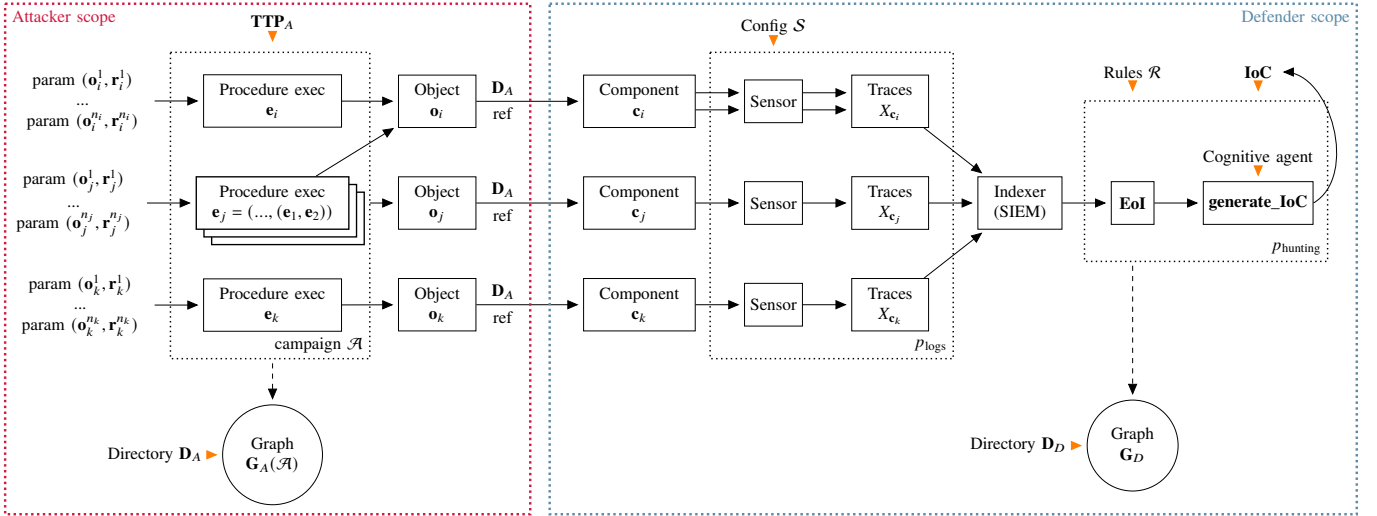 Attacker scope
Defender scope
TTP_A
Config 𝒮
Rules ℛ
IoC
param (o_i^1, r_i^1)
...
param (o_i^{n_i}, r_i^{n_i})
Procedure exec
e_i
Object
o_i
D_A
ref
Component
c_i
Sensor
Traces
X_{c_i}
param (o_j^1, r_j^1)
...
param (o_j^{n_j}, r_j^{n_j})
Procedure exec
e_j = (..., (e_1, e_2))
Object
o_j
D_A
ref
Component
c_j
Sensor
Traces
X_{c_j}
Indexer
(SIEM)
EoI
Cognitive agent
generate_IoC
p_hunting
param (o_k^1, r_k^1)
...
param (o_k^{n_k}, r_k^{n_k})
Procedure exec
e_k
campaign 𝒜
Object
o_k
D_A
ref
Component
c_k
Sensor
Traces
X_{c_k}
p_logs
Directory D_A
Graph
G_A(𝒜)
Directory D_D
Graph
G_D